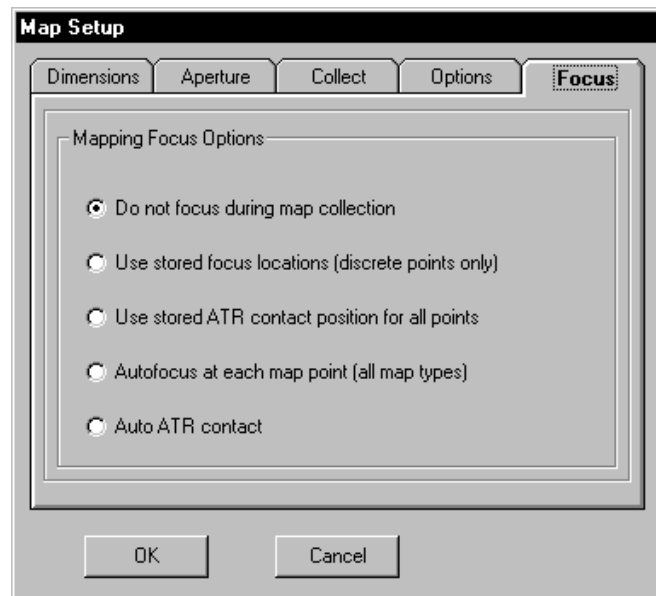 Map Setup
Dimensions Aperture Collect Options Focus
Mapping Focus Options
Do not focus during map collection
Use stored focus locations (discrete points only)
Use stored ATR contact position for all points
Autofocus at each map point (all map types)
Auto ATR contact
OK Cancel